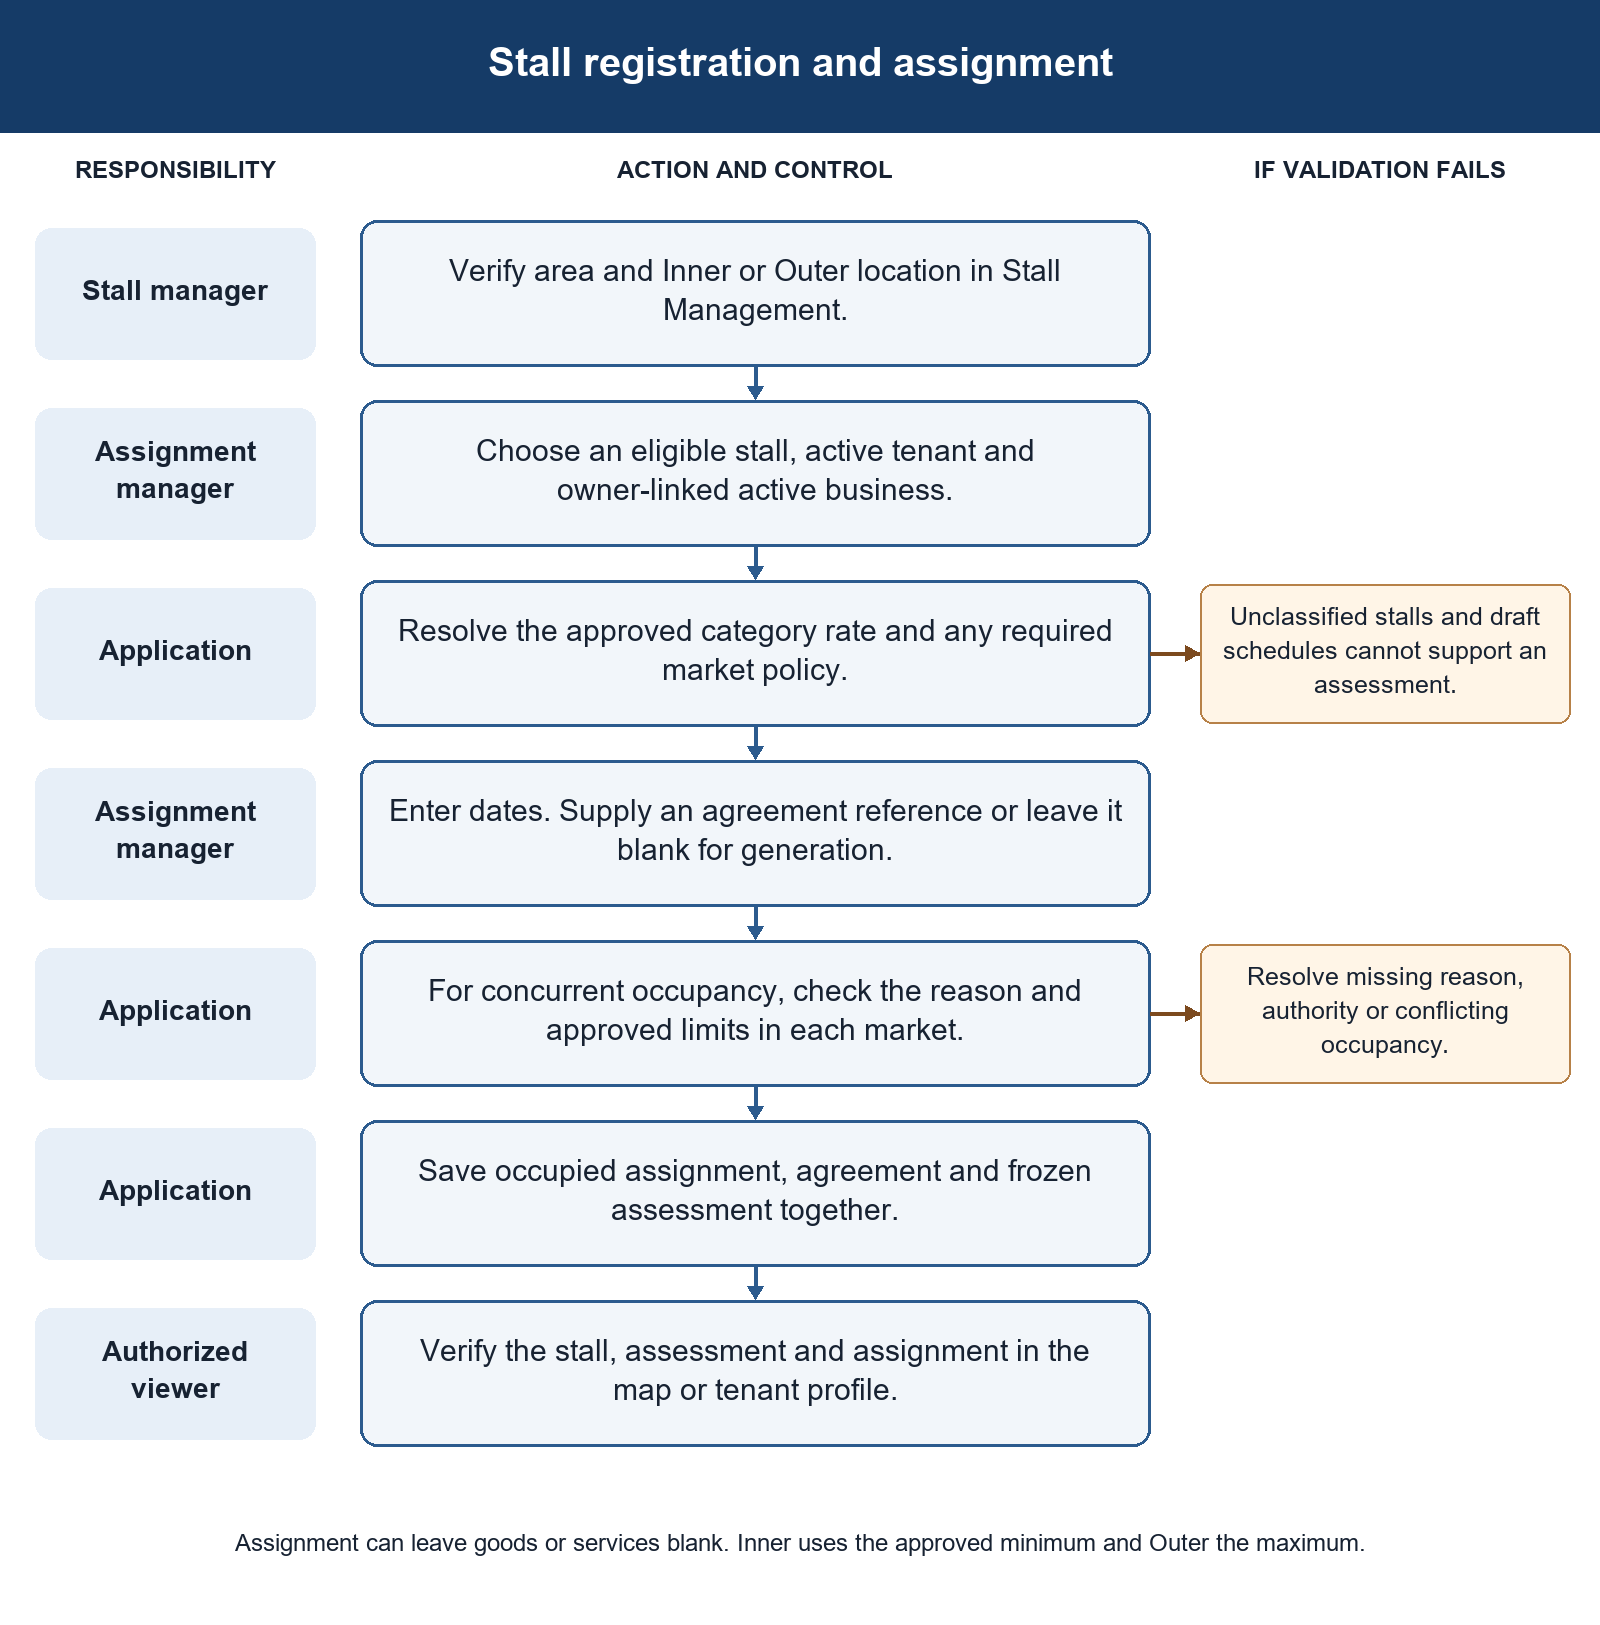 Stall registration and assignment
RESPONSIBILITY
ACTION AND CONTROL
IF VALIDATION FAILS
Stall manager
Verify area and Inner or Outer location in Stall
Management.
Assignment
manager
Choose an eligible stall, active tenant and
owner-linked active business.
Application
Resolve the approved category rate and any required
market policy.
Unclassified stalls and draft
schedules cannot support an
assessment.
Assignment
manager
Enter dates. Supply an agreement reference or leave it
blank for generation.
Application
For concurrent occupancy, check the reason and
approved limits in each market.
Resolve missing reason,
authority or conflicting
occupancy.
Application
Save occupied assignment, agreement and frozen
assessment together.
Authorized
viewer
Verify the stall, assessment and assignment in the
map or tenant profile.
Assignment can leave goods or services blank. Inner uses the approved minimum and Outer the maximum.